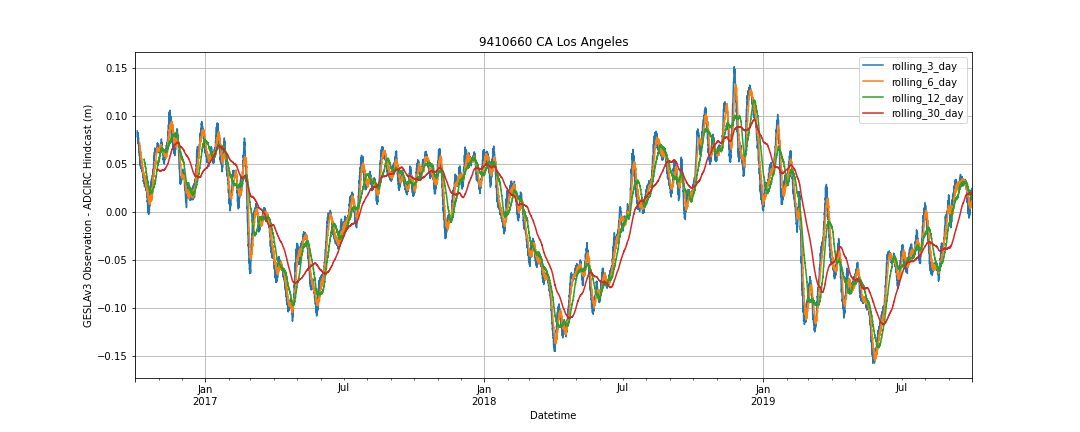 9410660 CA Los Angeles
GESLAv3 Observation - ADCIRC Hindcast (m)
0.15
0.10
0.05
0.00
−0.05
−0.10
−0.15
rolling_3_day
rolling_6_day
rolling_12_day
rolling_30_day
Jan
2017
Jul
Jan
2018
Jul
Jan
2019
Jul
Datetime